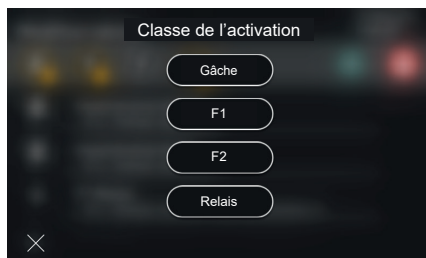 Classe de l’activation
Gâche
F1
F2
Relais